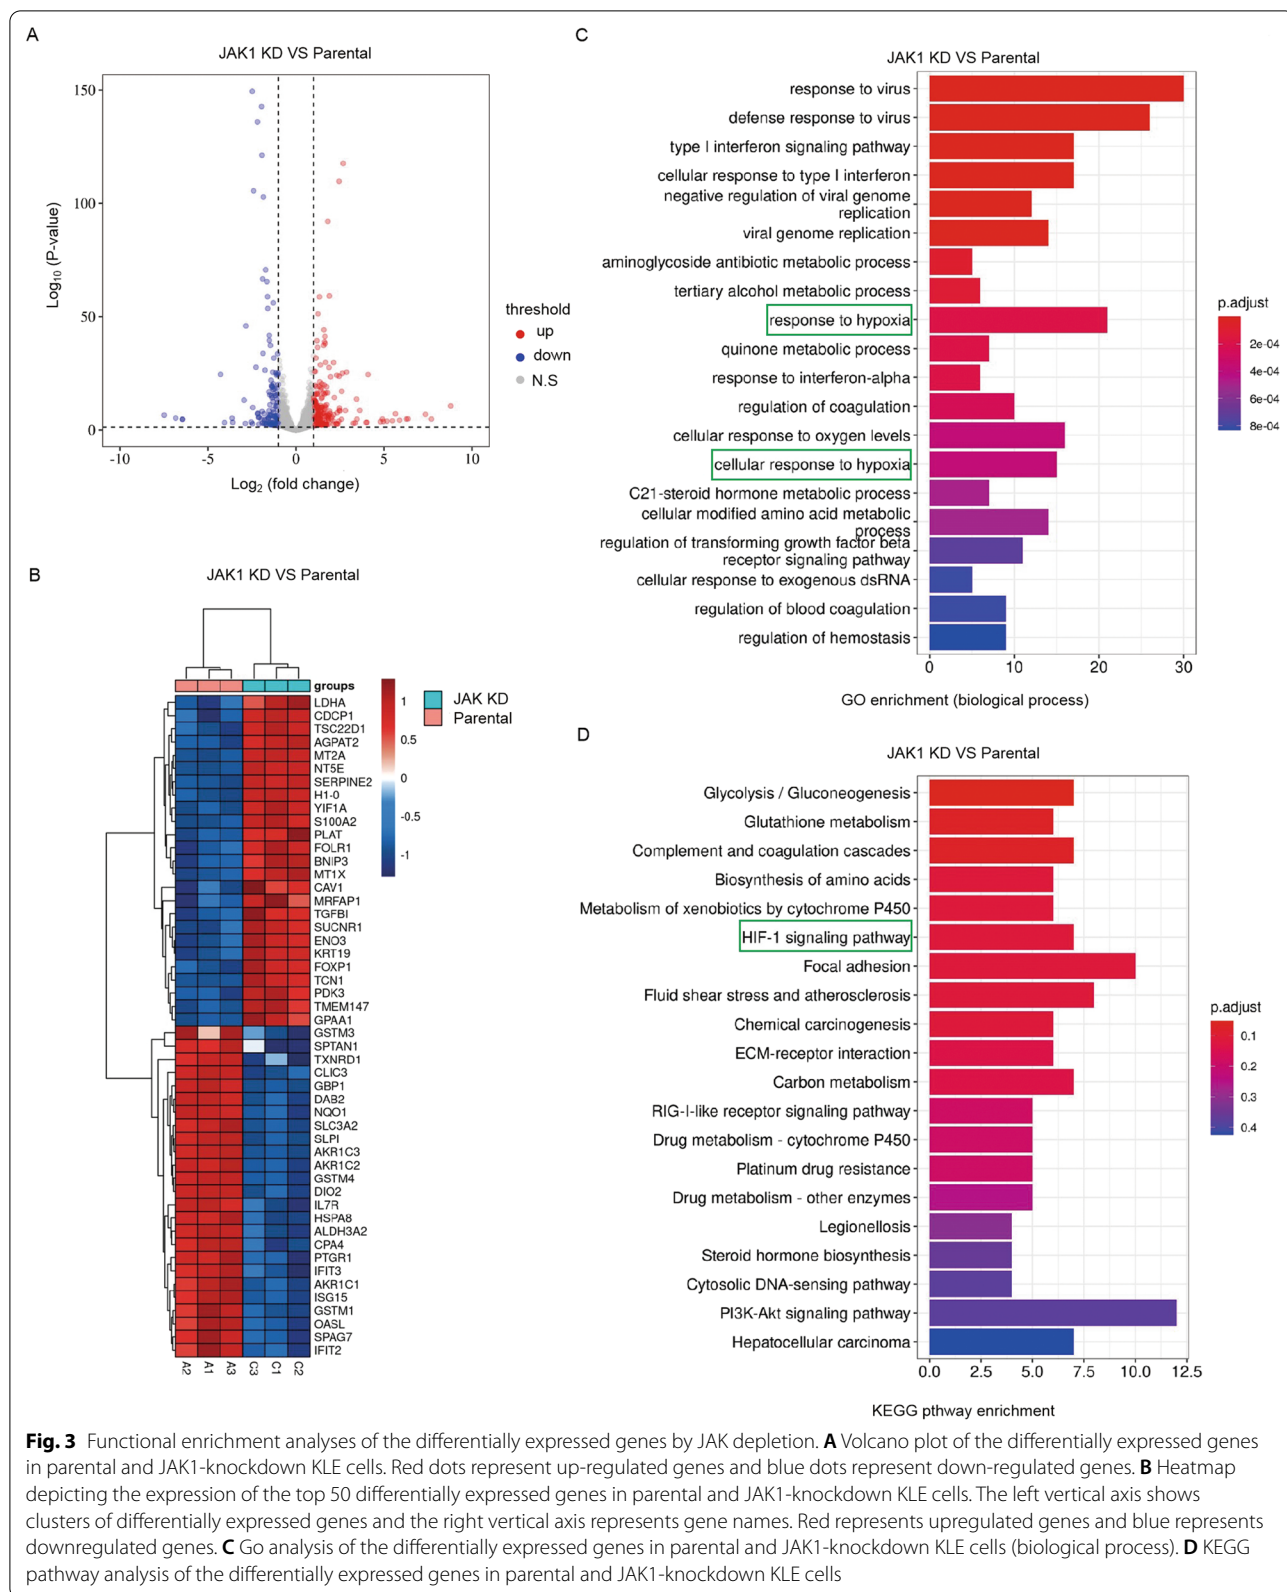 A
JAK1 KD VS Parental
150
100
50
0
Log10 (P-value)
-10
-5
0
5
10
Log2 (fold change)
threshold
up
down
N.S
B
JAK1 KD VS Parental
groups
LDHA
CDCP1
TSC22D1
AGPAT2
MT2A
NT5E
SERPINE2
H1-0
YIF1A
S100A2
PLAT
FOLR1
BNIP3
MT1X
CAV1
MRFAP1
TGFBI
SUCNR1
ENO3
KRT19
FOXP1
TCN1
PDK3
TMEM147
GPAA1
GSTM3
SPTAN1
TXNRD1
CLIC3
GBP1
DAB2
NQO1
SLC3A2
SLPI
AKR1C3
AKR1C2
GSTM4
DIO2
IL7R
HSPA8
ALDH3A2
CPA4
PTGR1
IFIT3
AKR1C1
ISG15
GSTM1
OASL
SPAG7
IFIT2
A2
A1
A3
C3
C1
C2
1
0.5
0
-0.5
-1
JAK KD
Parental
C
JAK1 KD VS Parental
response to virus
defense response to virus
type I interferon signaling pathway
cellular response to type I interferon
negative regulation of viral genome
replication
viral genome replication
aminoglycoside antibiotic metabolic process
tertiary alcohol metabolic process
response to hypoxia
quinone metabolic process
response to interferon-alpha
regulation of coagulation
cellular response to oxygen levels
cellular response to hypoxia
C21-steroid hormone metabolic process
cellular modified amino acid metabolic
process
regulation of transforming growth factor beta
receptor signaling pathway
cellular response to exogenous dsRNA
regulation of blood coagulation
regulation of hemostasis
0
10
20
30
GO enrichment (biological process)
p.adjust
2e-04
4e-04
6e-04
8e-04
D
JAK1 KD VS Parental
Glycolysis / Gluconeogenesis
Glutathione metabolism
Complement and coagulation cascades
Biosynthesis of amino acids
Metabolism of xenobiotics by cytochrome P450
HIF-1 signaling pathway
Focal adhesion
Fluid shear stress and atherosclerosis
Chemical carcinogenesis
ECM-receptor interaction
Carbon metabolism
RIG-I-like receptor signaling pathway
Drug metabolism - cytochrome P450
Platinum drug resistance
Drug metabolism - other enzymes
Legionellosis
Steroid hormone biosynthesis
Cytosolic DNA-sensing pathway
PI3K-Akt signaling pathway
Hepatocellular carcinoma
0.0
2.5
5.0
7.5
10.0
12.5
KEGG pthway enrichment
p.adjust
0.1
0.2
0.3
0.4
Fig. 3 Functional enrichment analyses of the differentially expressed genes by JAK depletion. A Volcano plot of the differentially expressed genes
in parental and JAK1-knockdown KLE cells. Red dots represent up-regulated genes and blue dots represent down-regulated genes. B Heatmap
depicting the expression of the top 50 differentially expressed genes in parental and JAK1-knockdown KLE cells. The left vertical axis shows
clusters of differentially expressed genes and the right vertical axis represents gene names. Red represents upregulated genes and blue represents
downregulated genes. C Go analysis of the differentially expressed genes in parental and JAK1-knockdown KLE cells (biological process). D KEGG
pathway analysis of the differentially expressed genes in parental and JAK1-knockdown KLE cells